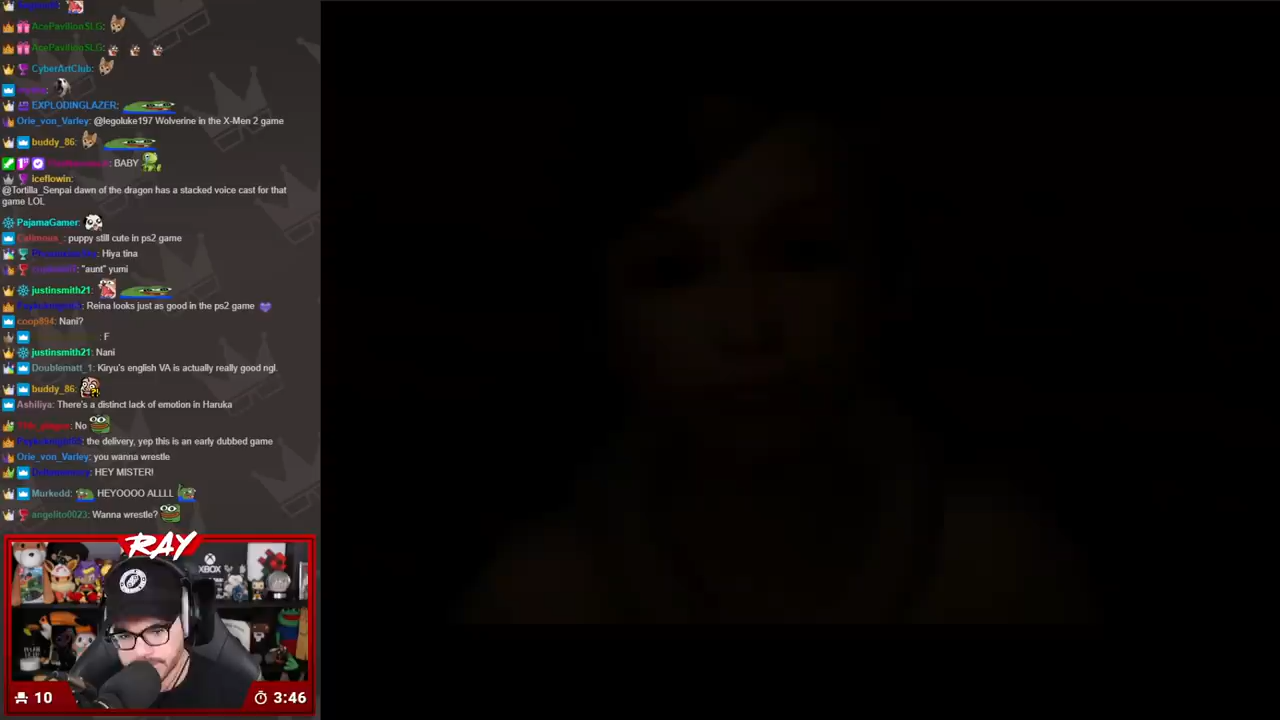 AcePavilionSLG:
AcePavilionSLG:
CyberArtClub:
EXPLODINGLAZER:
Orie_von_Varley: @legoluke197 Wolverine in the X-Men 2 game
buddy_86:
: BABY
iceflowin:
@Tortilla_Senpai dawn of the dragon has a stacked voice cast for that
game LOL
PajamaGamer:
Calimous_: puppy still cute in ps2 game
: Hiya tina
: "aunt" yumi
justinsmith21:
: Reina looks just as good in the ps2 game
coop894: Nani?
: F
justinsmith21: Nani
Doublematt_1: Kiryu's english VA is actually really good ngl.
buddy_86:
Ashiliya: There's a distinct lack of emotion in Haruka
: No
: the delivery, yep this is an early dubbed game
Orie_von_Varley: you wanna wrestle
: HEY MISTER!
Murkedd: HEYOOOO ALLLL
angelito0023: Wanna wrestle?
RAY
XBOX
10
3:46